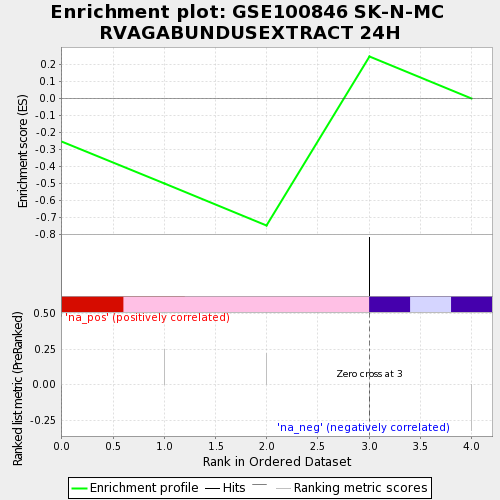 Enrichment plot: GSE100846 SK-N-MC
RVAGABUNDUSEXTRACT 24H
Enrichment score (ES)
0.2
0.1
0.0
-0.1
-0.2
-0.3
-0.4
-0.5
-0.6
-0.7
-0.8
'na_pos' (positively correlated)
Ranked list metric (PreRanked)
0.50
0.25
0.00
-0.25
Zero cross at 3
'na_neg' (negatively correlated)
0.0 0.5 1.0 1.5 2.0 2.5 3.0 3.5 4.0
Rank in Ordered Dataset
Enrichment profile Hits Ranking metric scores